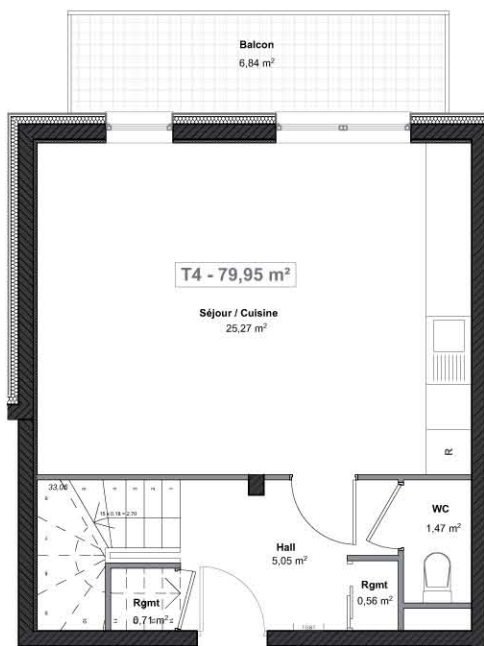 Balcon
6,84 m²
T4 - 79,95 m²
Séjour / Cuisine
25,27 m²
R
33,06
15 x 0.18 = 2.70
WC
1,47 m²
Hall
5,05 m²
Rgmt
0,56 m²
Rgmt
0,71 m²